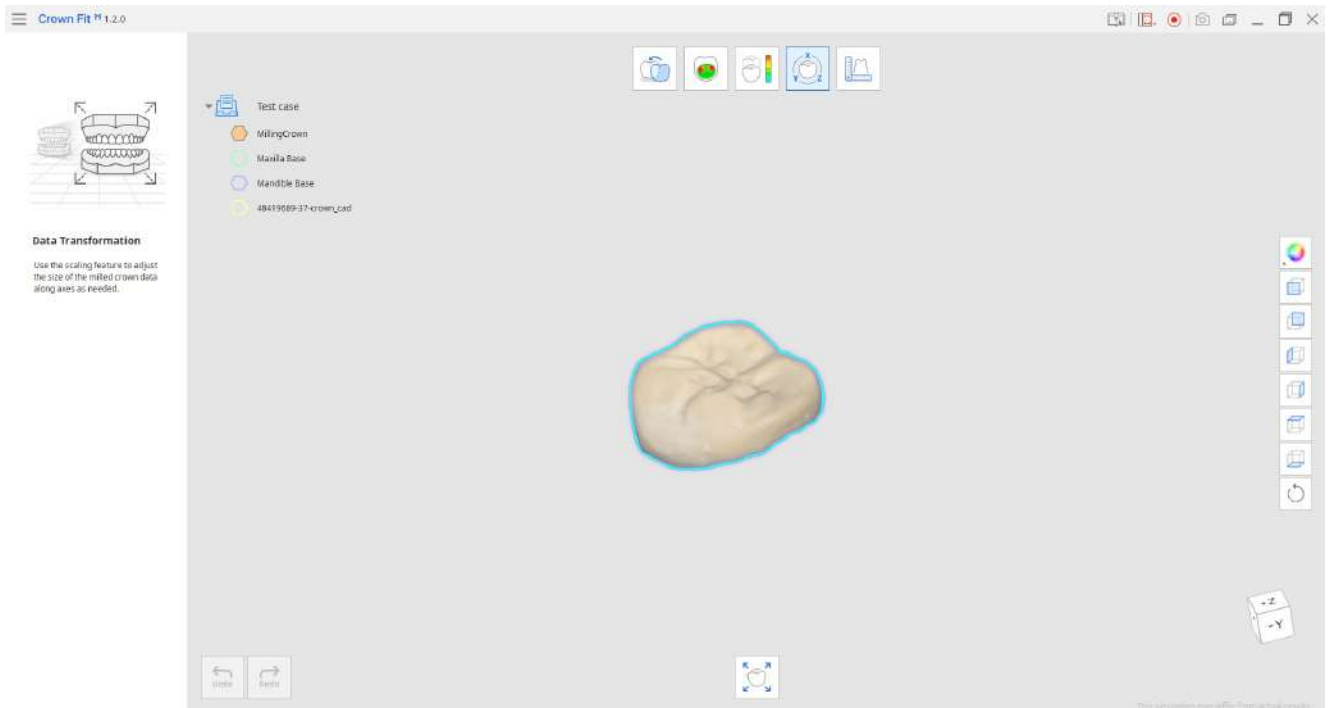 Crown Fit M 1.2.0
Test case
MillingCrown
Maxilla Base
Mandible Base
48419689-37-crown_cad
Data Transformation
Use the scaling feature to adjust
the size of the milled crown data
along axes as needed.
X
Y
Z
-Z
-Y
Undo
Redo